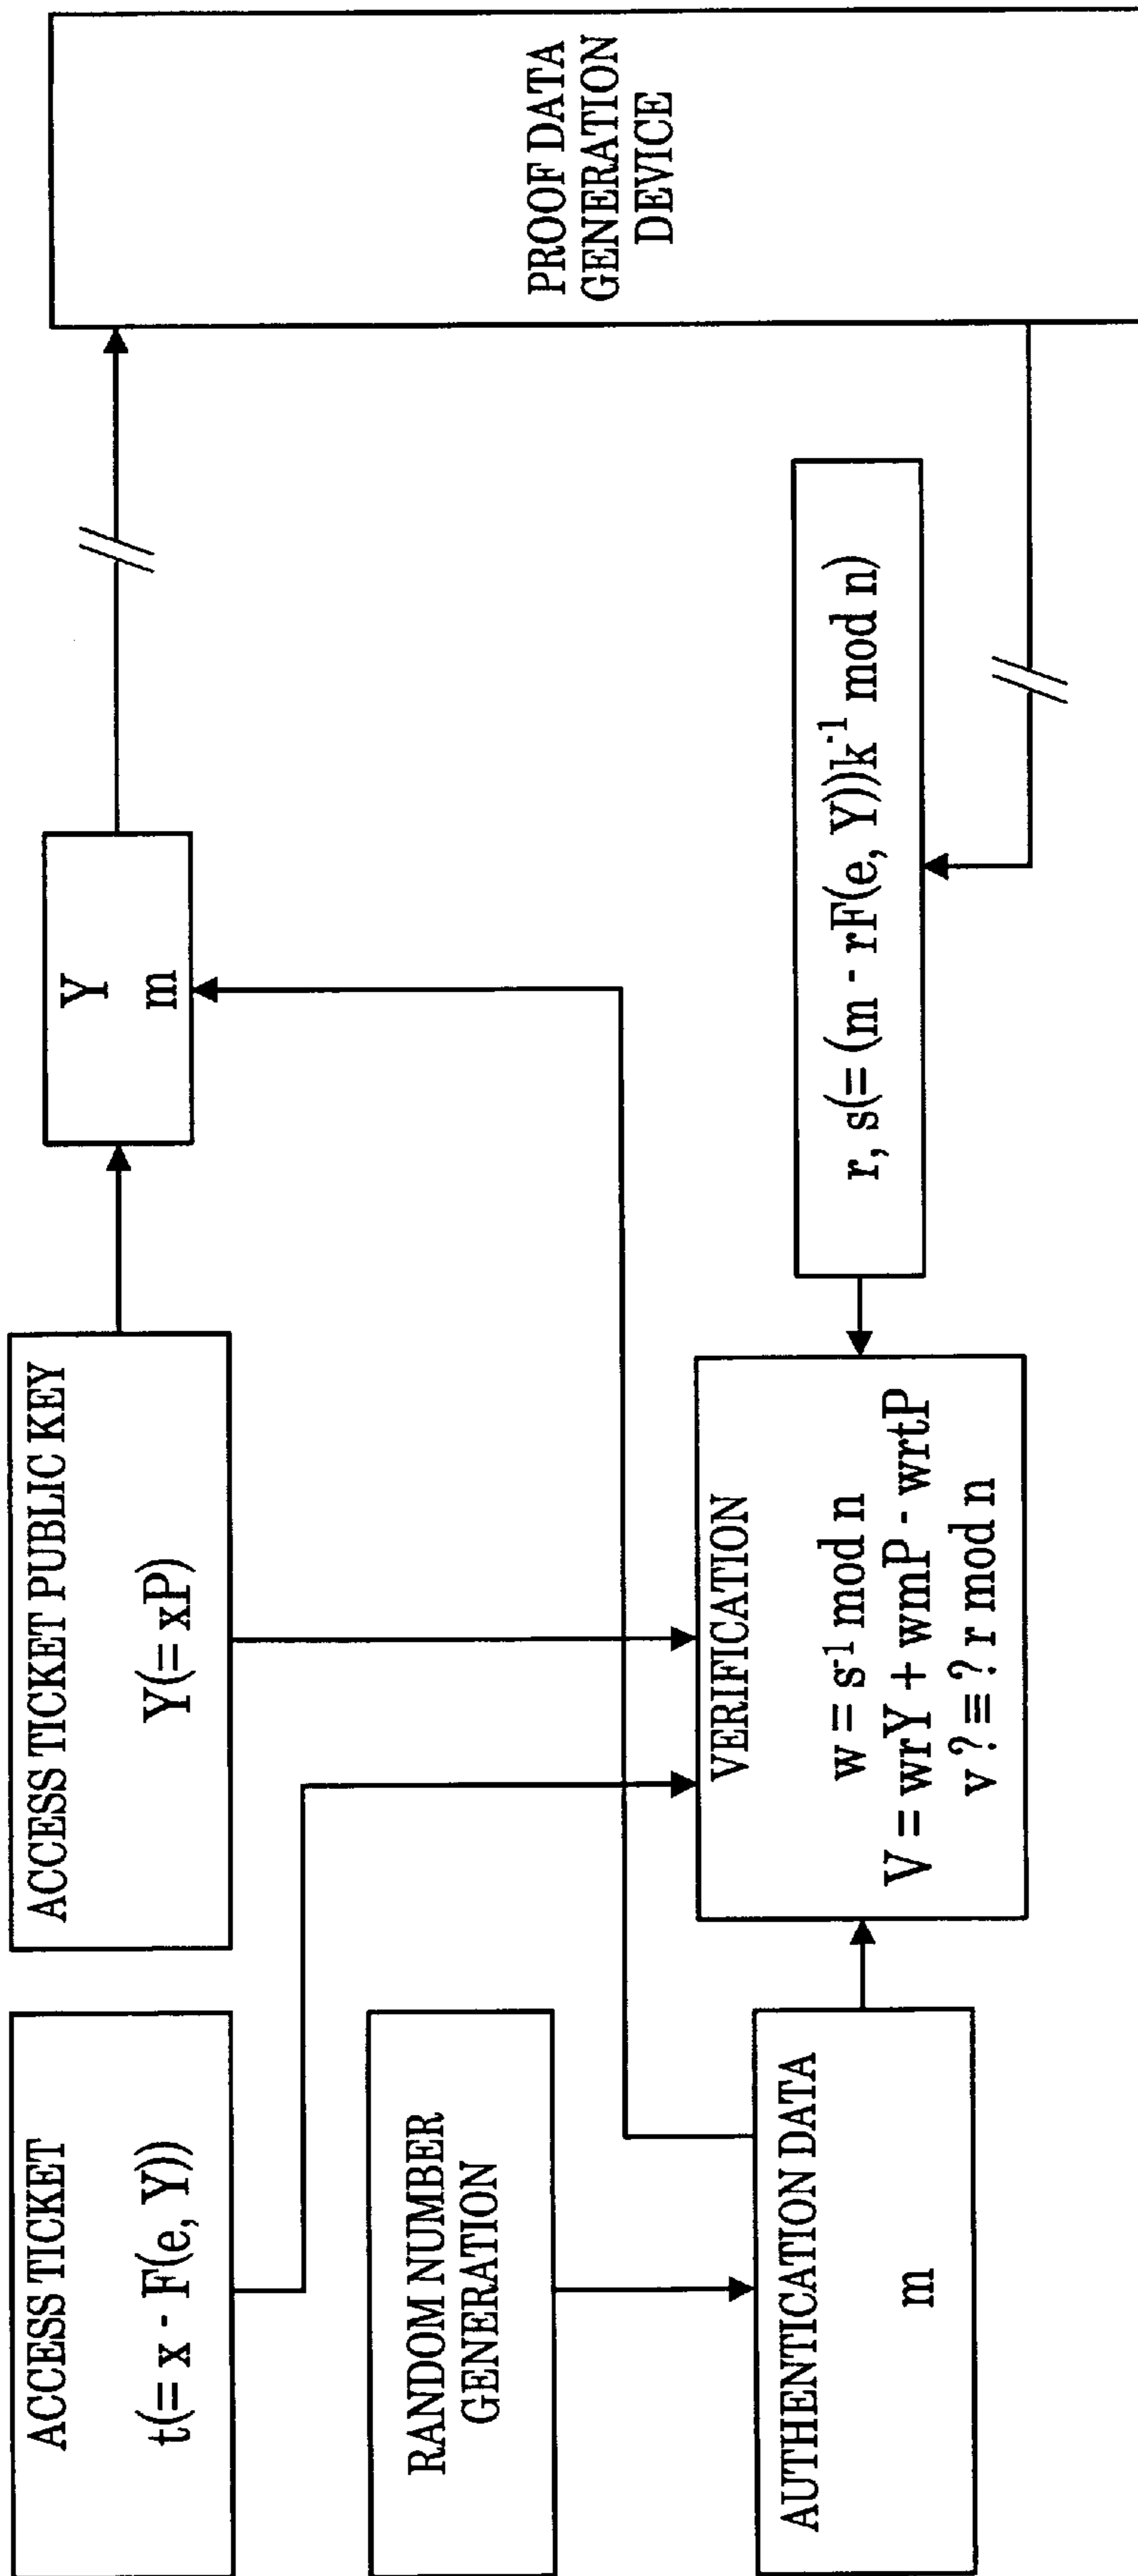 ACCESS TICKET
t(= x - F(e, Y))
ACCESS TICKET PUBLIC KEY
Y(= xP)
Y
m
PROOF DATA
GENERATION
DEVICE
RANDOM NUMBER
GENERATION
AUTHENTICATION DATA
m
VERIFICATION
w = s⁻¹ mod n
V = wrY + wmP - wrtP
v ?≡? r mod n
r, s(= (m - rF(e, Y))k⁻¹ mod n)